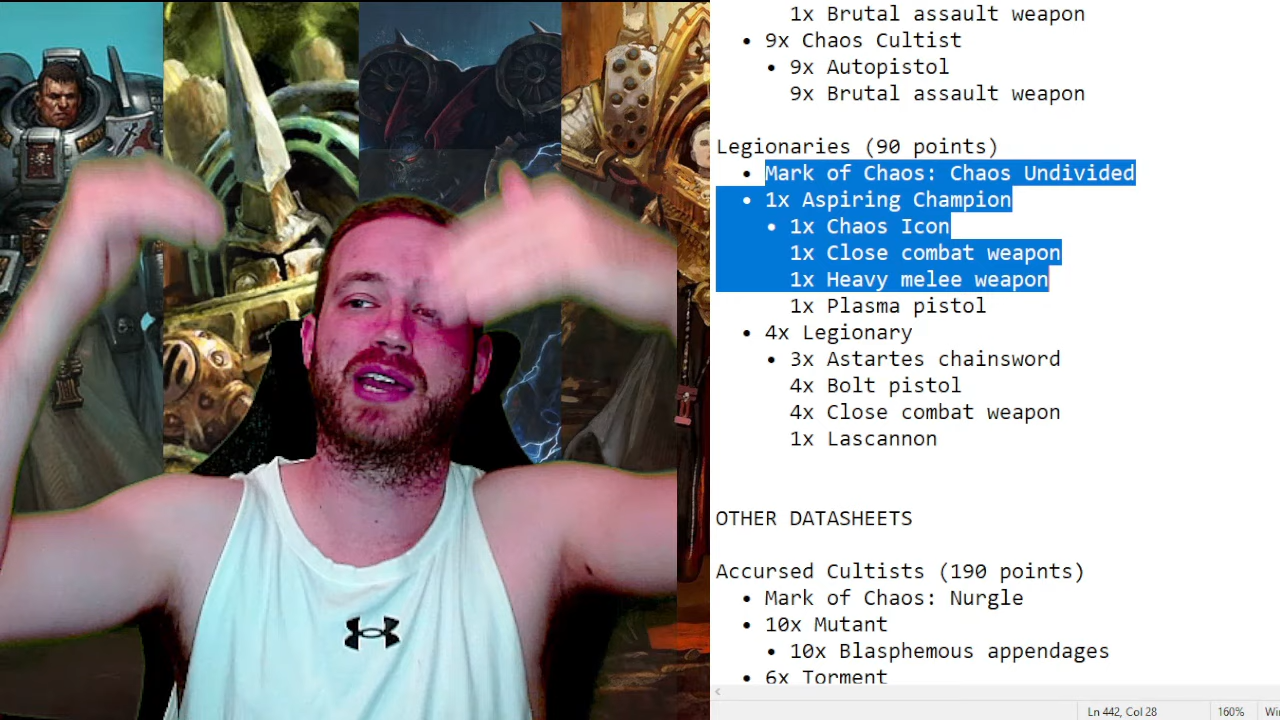 1x Brutal assault weapon
• 9x Chaos Cultist
• 9x Autopistol
9x Brutal assault weapon
Legionaries (90 points)
• Mark of Chaos: Chaos Undivided
• 1x Aspiring Champion
• 1x Chaos Icon
1x Close combat weapon
1x Heavy melee weapon
1x Plasma pistol
• 4x Legionary
• 3x Astartes chainsword
4x Bolt pistol
4x Close combat weapon
1x Lascannon
OTHER DATASHEETS
Accursed Cultists (190 points)
• Mark of Chaos: Nurgle
• 10x Mutant
• 10x Blasphemous appendages
• 6x Torment
Ln 442, Col 28
160%
Wi